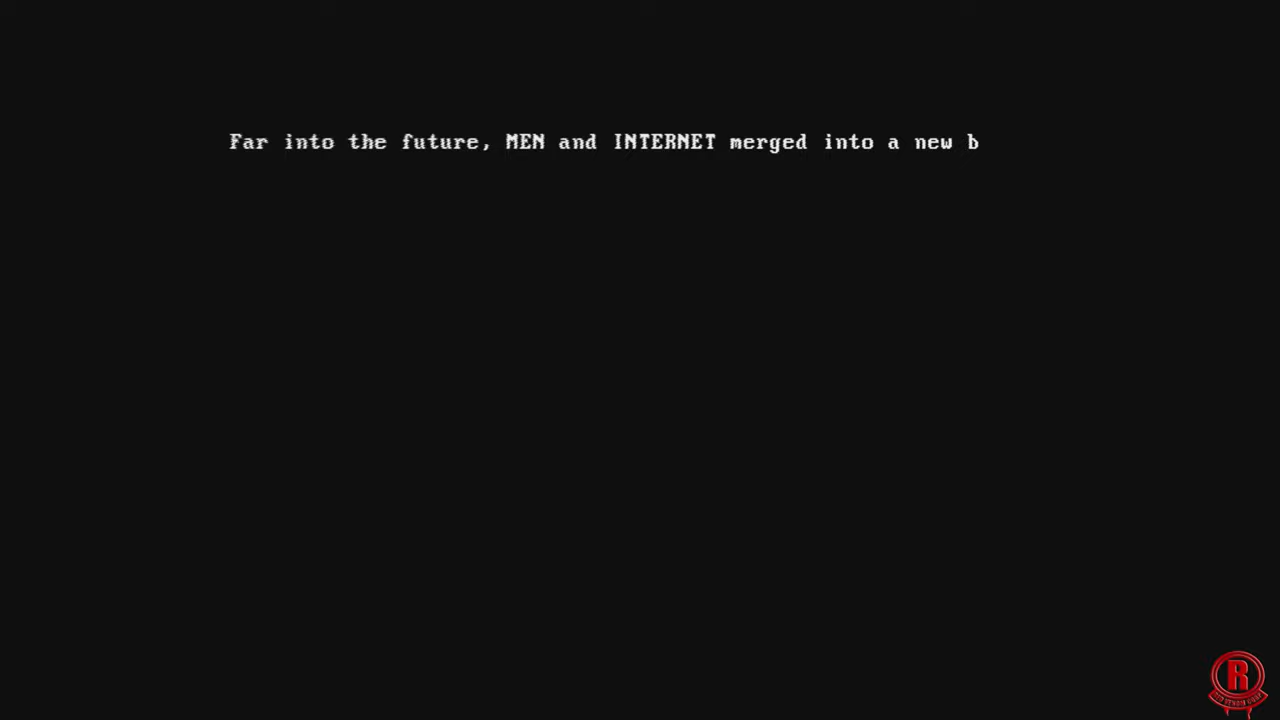 Far into the future, MEN and INTERNET merged into a new b
R